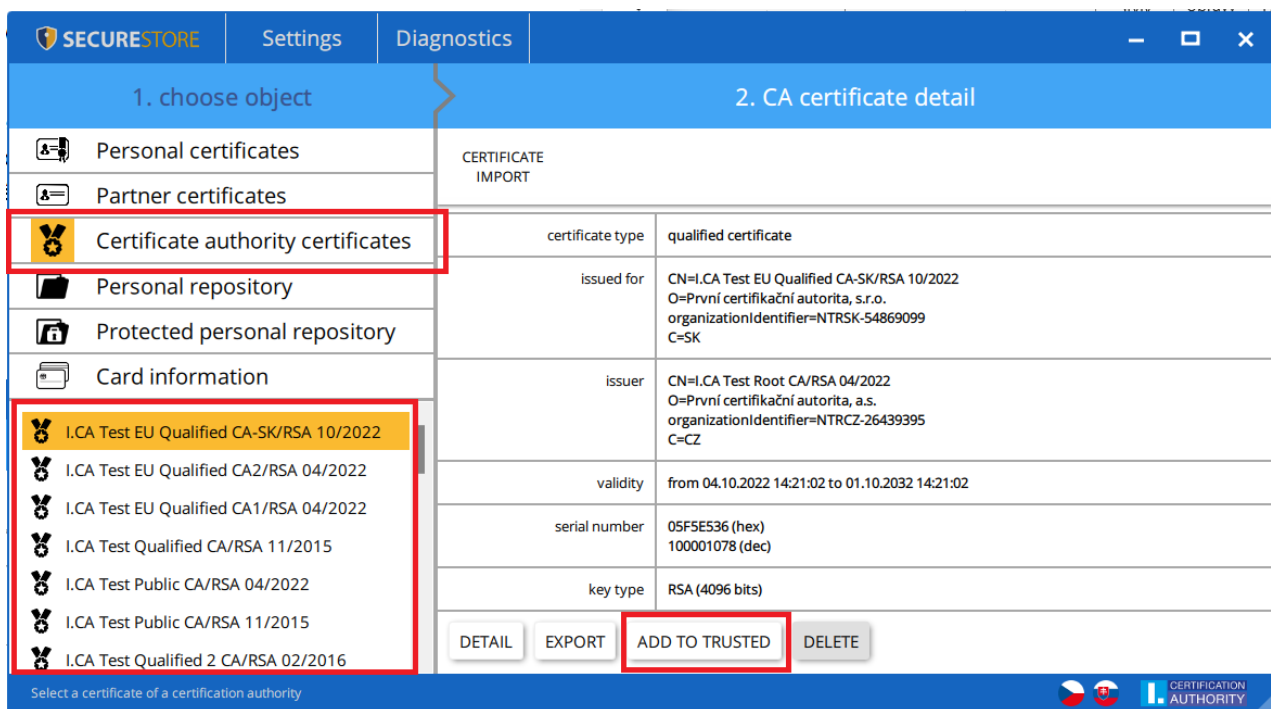 SECURESTORE Settings Diagnostics
1. choose object
2. CA certificate detail
Personal certificates
Partner certificates
Certificate authority certificates
Personal repository
Protected personal repository
Card information
I.CA Test EU Qualified CA-SK/RSA 10/2022
I.CA Test EU Qualified CA2/RSA 04/2022
I.CA Test EU Qualified CA1/RSA 04/2022
I.CA Test Qualified CA/RSA 11/2015
I.CA Test Public CA/RSA 04/2022
I.CA Test Public CA/RSA 11/2015
I.CA Test Qualified 2 CA/RSA 02/2016
CERTIFICATE
IMPORT
certificate type qualified certificate
issued for CN=I.CA Test EU Qualified CA-SK/RSA 10/2022
O=První certifikační autorita, s.r.o.
organizationIdentifier=NTRSK-54869099
C=SK
issuer CN=I.CA Test Root CA/RSA 04/2022
O=První certifikační autorita, a.s.
organizationIdentifier=NTRCZ-26439395
C=CZ
validity from 04.10.2022 14:21:02 to 01.10.2032 14:21:02
serial number 05F5E536 (hex)
100001078 (dec)
key type RSA (4096 bits)
DETAIL EXPORT ADD TO TRUSTED DELETE
Select a certificate of a certification authority
I. CERTIFICATION
AUTHORITY